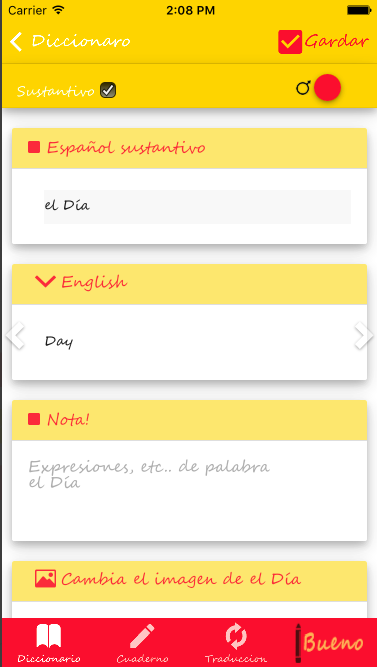 Carrier 2:08 PM
Diccionaro Gardar
Sustantivo
Español sustantivo
el Día
English
Day
Nota!
Expresiones, etc.. de palabra
el Día
Cambia el imagen de el Día
Diccionario Cuaderno Traduccion Bueno